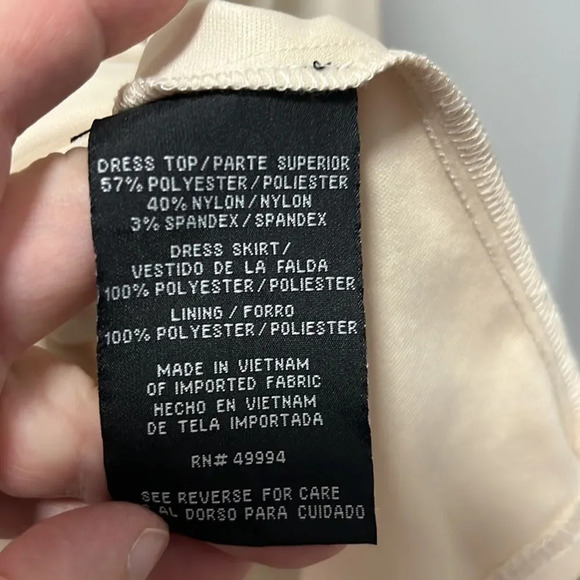 DRESS TOP/PARTE SUPERIOR
57% POLYESTER/POLIESTER
40% NYLON/NYLON
3% SPANDEX/SPANDEX
DRESS SKIRT/
VESTIDO DE LA FALDA
100% POLYESTER/POLIESTER
LINING / FORRO
100% POLYESTER/POLIESTER
MADE IN VIETNAM
OF IMPORTED FABRIC
HECHO EN VIETNAM
DE TELA IMPORTADA
RN# 49994
SEE REVERSE FOR CARE
AL DORSO PARA CUIDADO